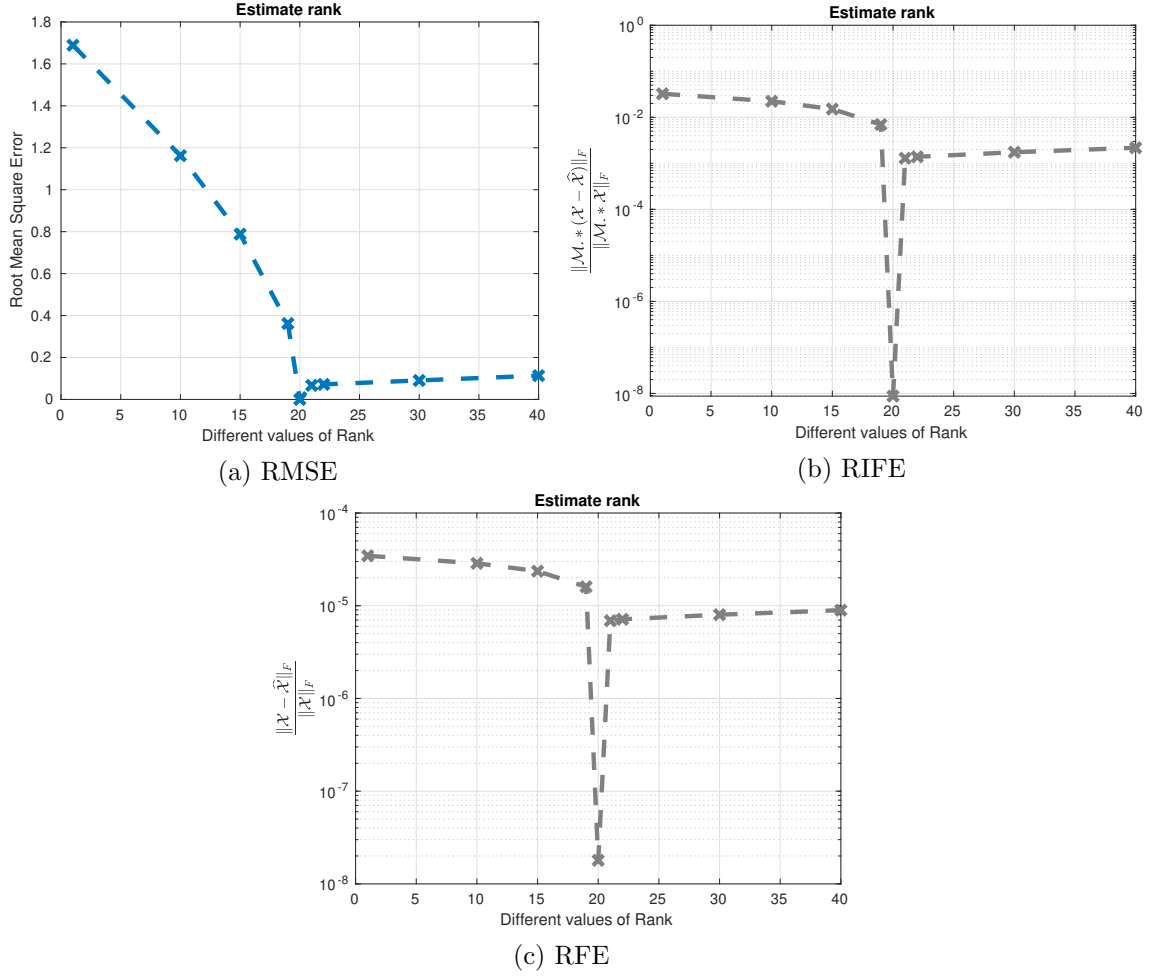 Estimate rank
1.8
1.6
1.4
1.2
1
0.8
0.6
0.4
0.2
0
0 5 10 15 20 25 30 35 40
Root Mean Square Error
Different values of Rank
(a) RMSE
Estimate rank
10^0
10^-2
10^-4
10^-6
10^-8
0 5 10 15 20 25 30 35 40
‖ℳ.∗(𝒳−𝒳̂)‖_F
‖ℳ.∗𝒳‖_F
Different values of Rank
(b) RIFE
Estimate rank
10^-4
10^-5
10^-6
10^-7
10^-8
0 5 10 15 20 25 30 35 40
‖𝒳−𝒳̂‖_F
‖𝒳‖_F
Different values of Rank
(c) RFE